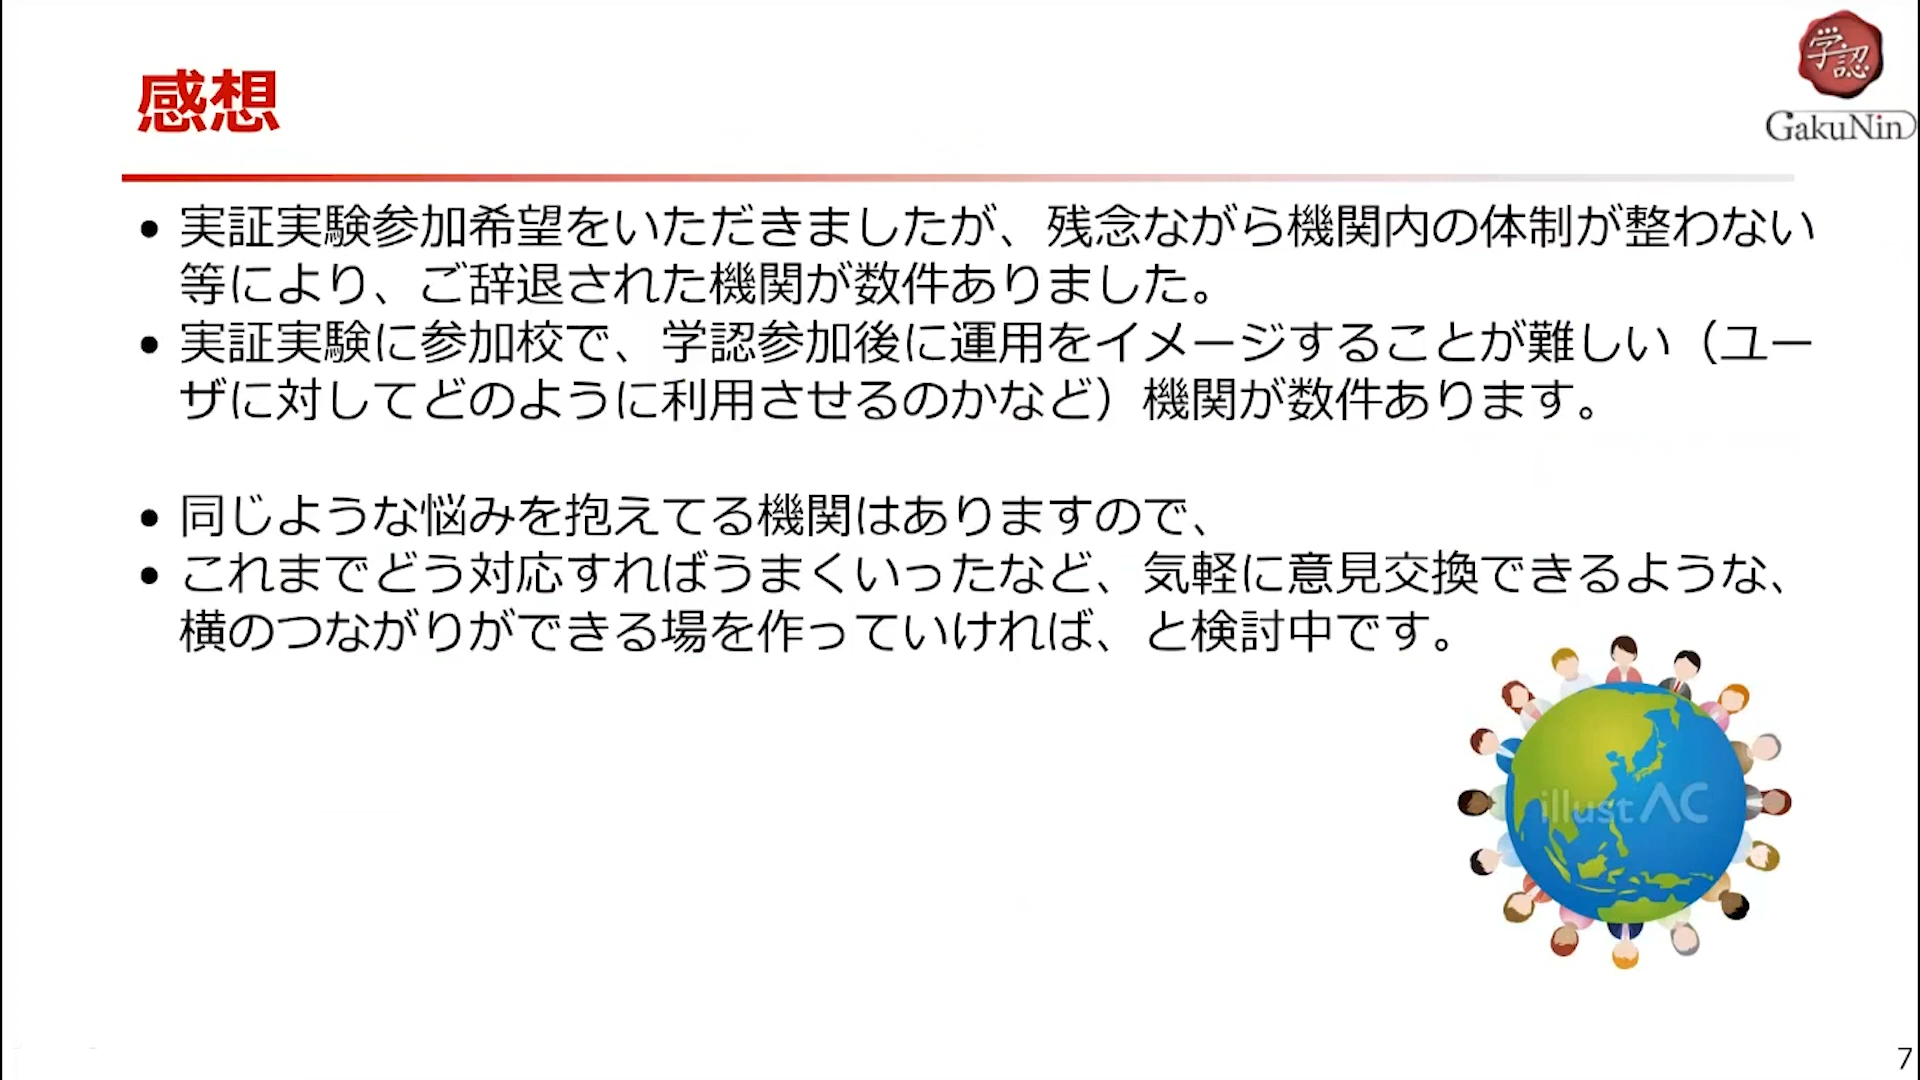 感想
学認
GakuNin
• 実証実験参加希望をいただきましたが、残念ながら機関内の体制が整わない
等により、ご辞退された機関が数件ありました。
• 実証実験に参加校で、学認参加後に運用をイメージすることが難しい（ユー
ザに対してどのように利用させるのかなど）機関が数件あります。
• 同じような悩みを抱えてる機関はありますので、
• これまでどう対応すればうまくいったなど、気軽に意見交換できるような、
横のつながりができる場を作っていければ、と検討中です。
illust AC
7